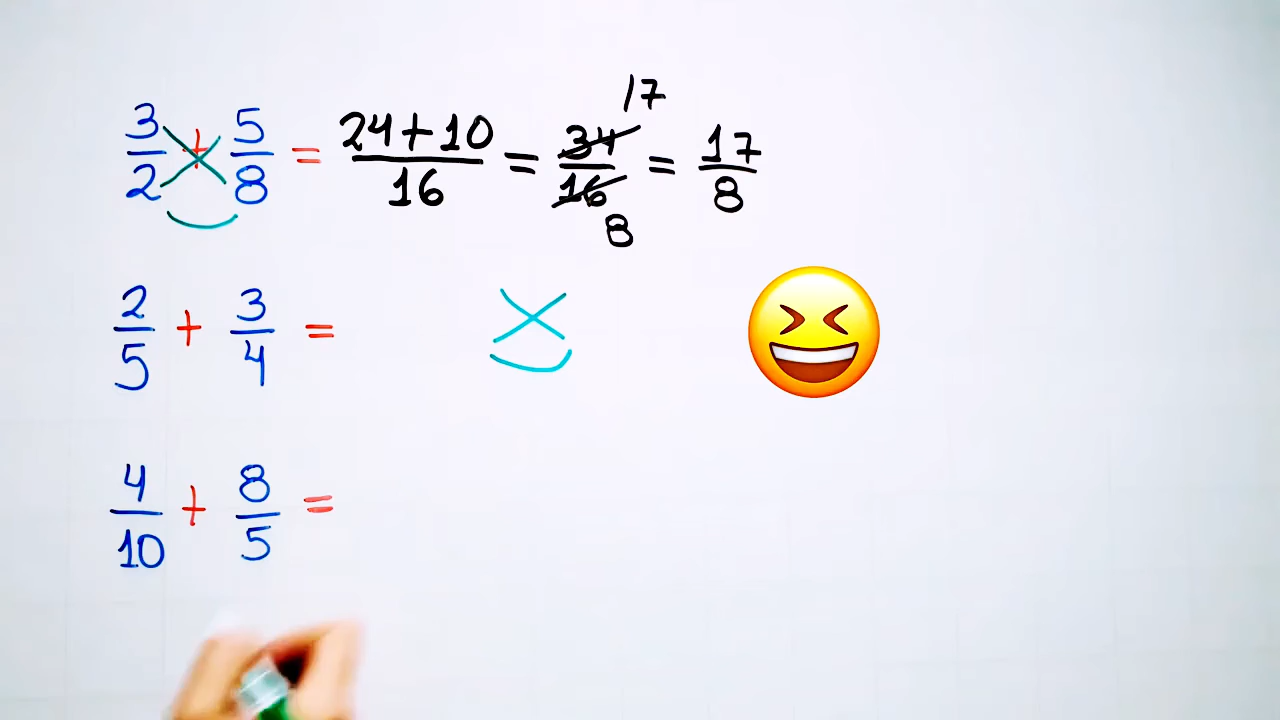 3/2 + 5/8 = (24+10)/16 = 34/16 17 8 = 17/8
2/5 + 3/4 =
4/10 + 8/5 =